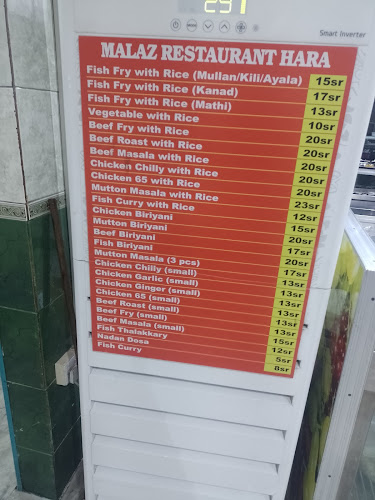 291
Smart Inverter
MALAZ RESTAURANT HARA
Fish Fry with Rice (Mullan/Kili/Ayala) 15sr
Fish Fry with Rice (Kanad) 17sr
Fish Fry with Rice (Mathi) 13sr
Vegetable with Rice 10sr
Beef Fry with Rice 20sr
Beef Roast with Rice 20sr
Beef Masala with Rice 20sr
Chicken Chilly with Rice 20sr
Chicken 65 with Rice 20sr
Mutton Masala with Rice 23sr
Fish Curry with Rice 12sr
Chicken Biriyani 15sr
Mutton Biriyani 20sr
Beef Biriyani 17sr
Fish Biriyani 20sr
Mutton Masala (3 pcs) 17sr
Chicken Chilly (small) 13sr
Chicken Garlic (small) 13sr
Chicken Ginger (small) 13sr
Chicken 65 (small) 13sr
Beef Roast (small) 13sr
Beef Fry (small) 13sr
Beef Masala (small) 15sr
Fish Thalakkary 12sr
Nadan Desa 5sr
Fish Curry 8sr